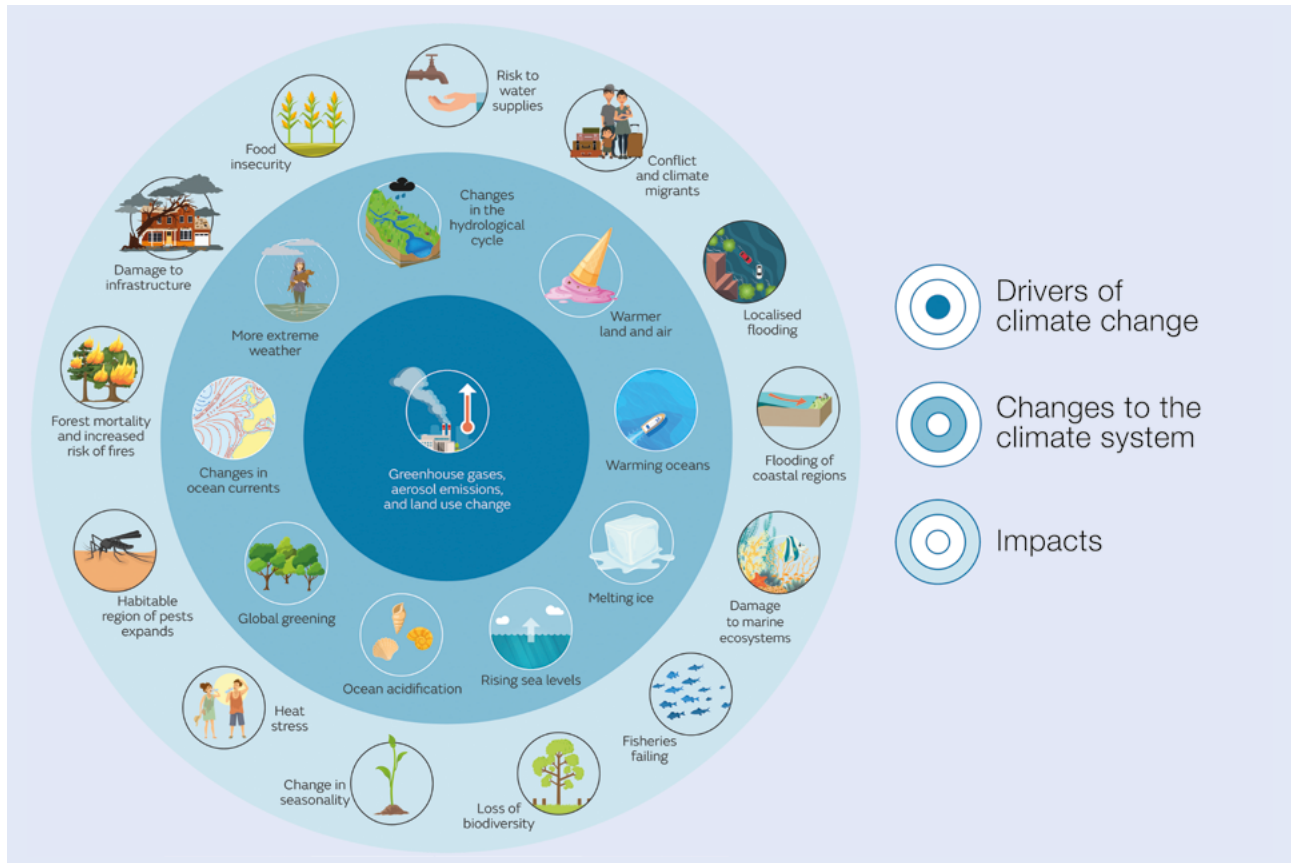 Risk to
water
supplies
Conflict
and climate
migrants
Localised
flooding
Flooding of
coastal regions
Damage
to marine
ecosystems
Fisheries
failing
Loss of
biodiversity
Change in
seasonality
Heat
stress
Habitable
region of pests
expands
Forest mortality
and increased
risk of fires
Damage to
infrastructure
Food
insecurity
Changes
in the
hydrological
cycle
Warmer
land and air
Warming oceans
Melting ice
Rising sea levels
Ocean acidification
Global greening
Changes in
ocean currents
More extreme
weather
Greenhouse gases,
aerosol emissions,
and land use change
Drivers of
climate change
Changes to the
climate system
Impacts